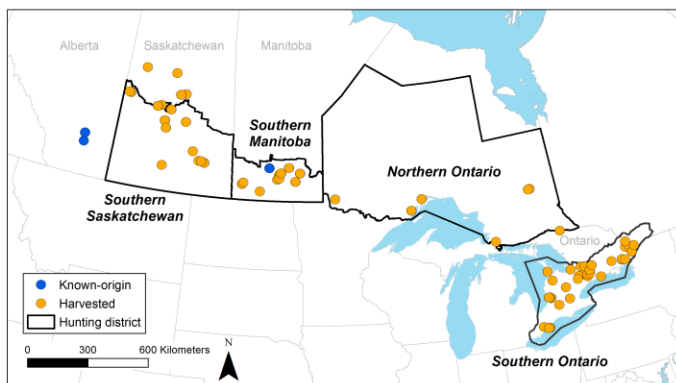 Alberta
Saskatchewan
Manitoba
Southern
Manitoba
Northern Ontario
Southern
Saskatchewan
Ontario
Known-origin
Harvested
Hunting district
0 300 600 Kilometers
N
Southern Ontario